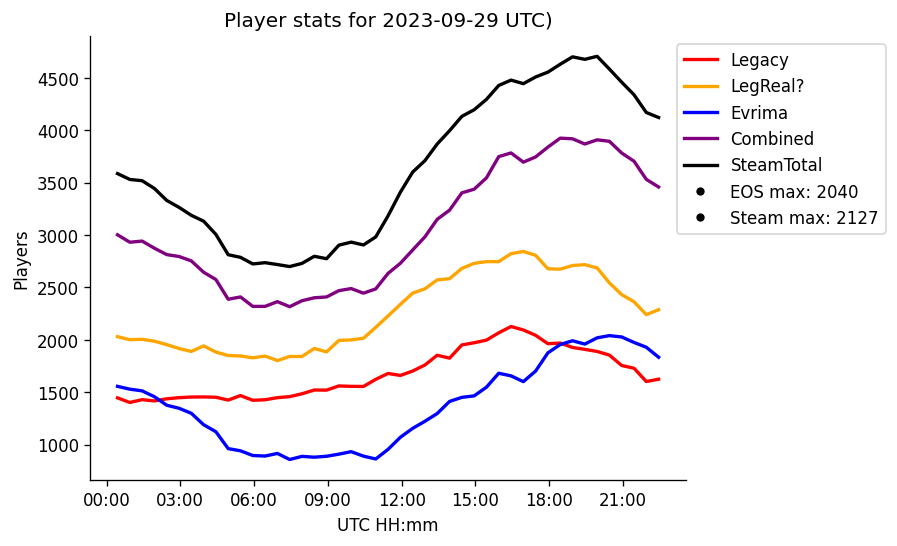 Player stats for 2023-09-29 UTC)
Legacy
LegReal?
Evrima
Combined
SteamTotal
EOS max: 2040
Steam max: 2127
Players
4500
4000
3500
3000
2500
2000
1500
1000
00:00 03:00 06:00 09:00 12:00 15:00 18:00 21:00
UTC HH:mm